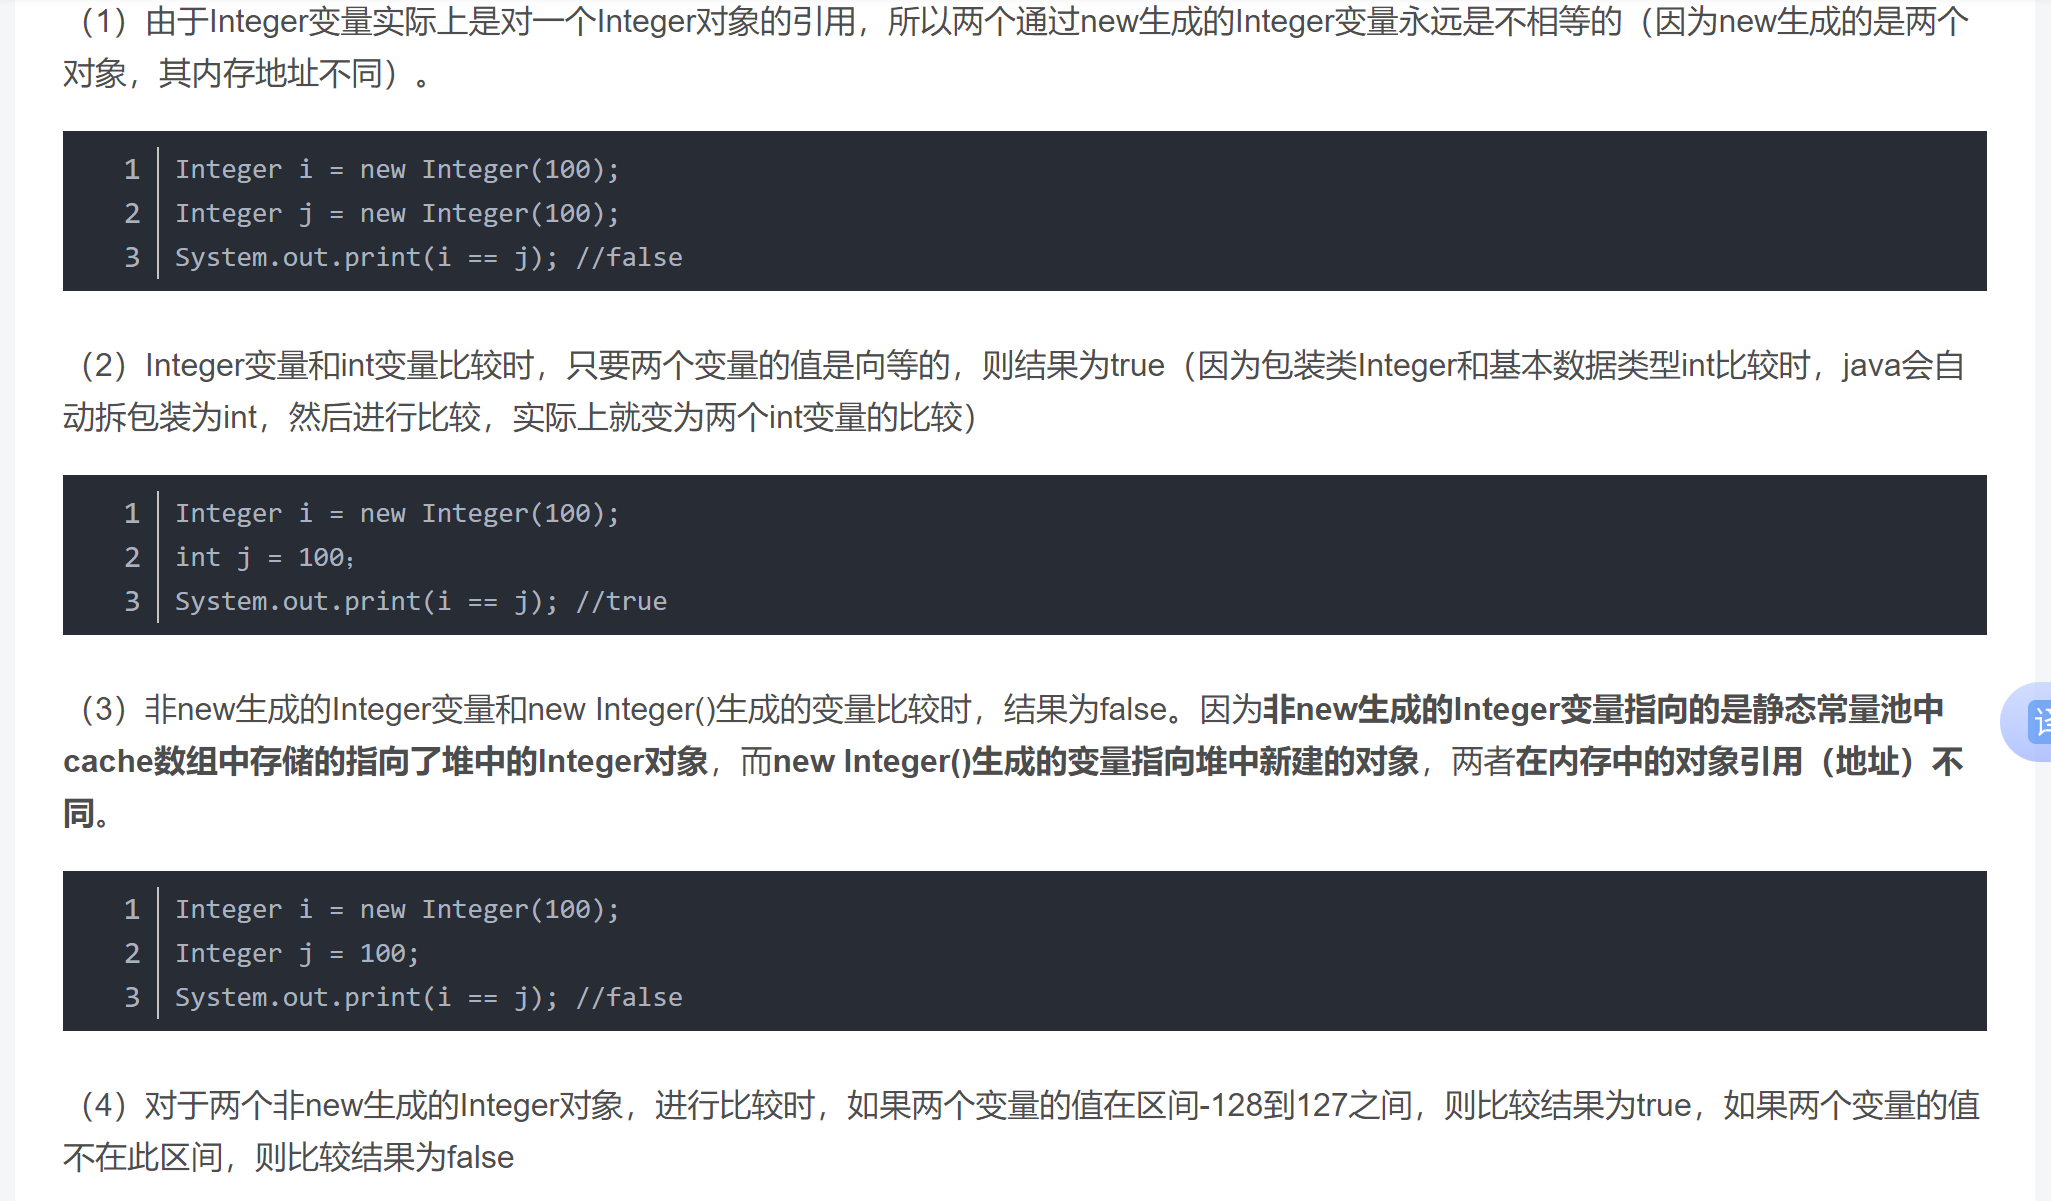 （1）由于Integer变量实际上是对一个Integer对象的引用，所以两个通过new生成的Integer变量永远是不相等的（因为new生成的是两个
对象，其内存地址不同）。
1 Integer i = new Integer(100);
2 Integer j = new Integer(100);
3 System.out.print(i == j); //false
（2）Integer变量和int变量比较时，只要两个变量的值是向等的，则结果为true（因为包装类Integer和基本数据类型int比较时，java会自
动拆包装为int，然后进行比较，实际上就变为两个int变量的比较）
1 Integer i = new Integer(100);
2 int j = 100；
3 System.out.print(i == j); //true
（3）非new生成的Integer变量和new Integer()生成的变量比较时，结果为false。因为非new生成的Integer变量指向的是静态常量池中
cache数组中存储的指向了堆中的Integer对象，而new Integer()生成的变量指向堆中新建的对象，两者在内存中的对象引用（地址）不
同。
译
1 Integer i = new Integer(100);
2 Integer j = 100;
3 System.out.print(i == j); //false
（4）对于两个非new生成的Integer对象，进行比较时，如果两个变量的值在区间-128到127之间，则比较结果为true，如果两个变量的值
不在此区间，则比较结果为false